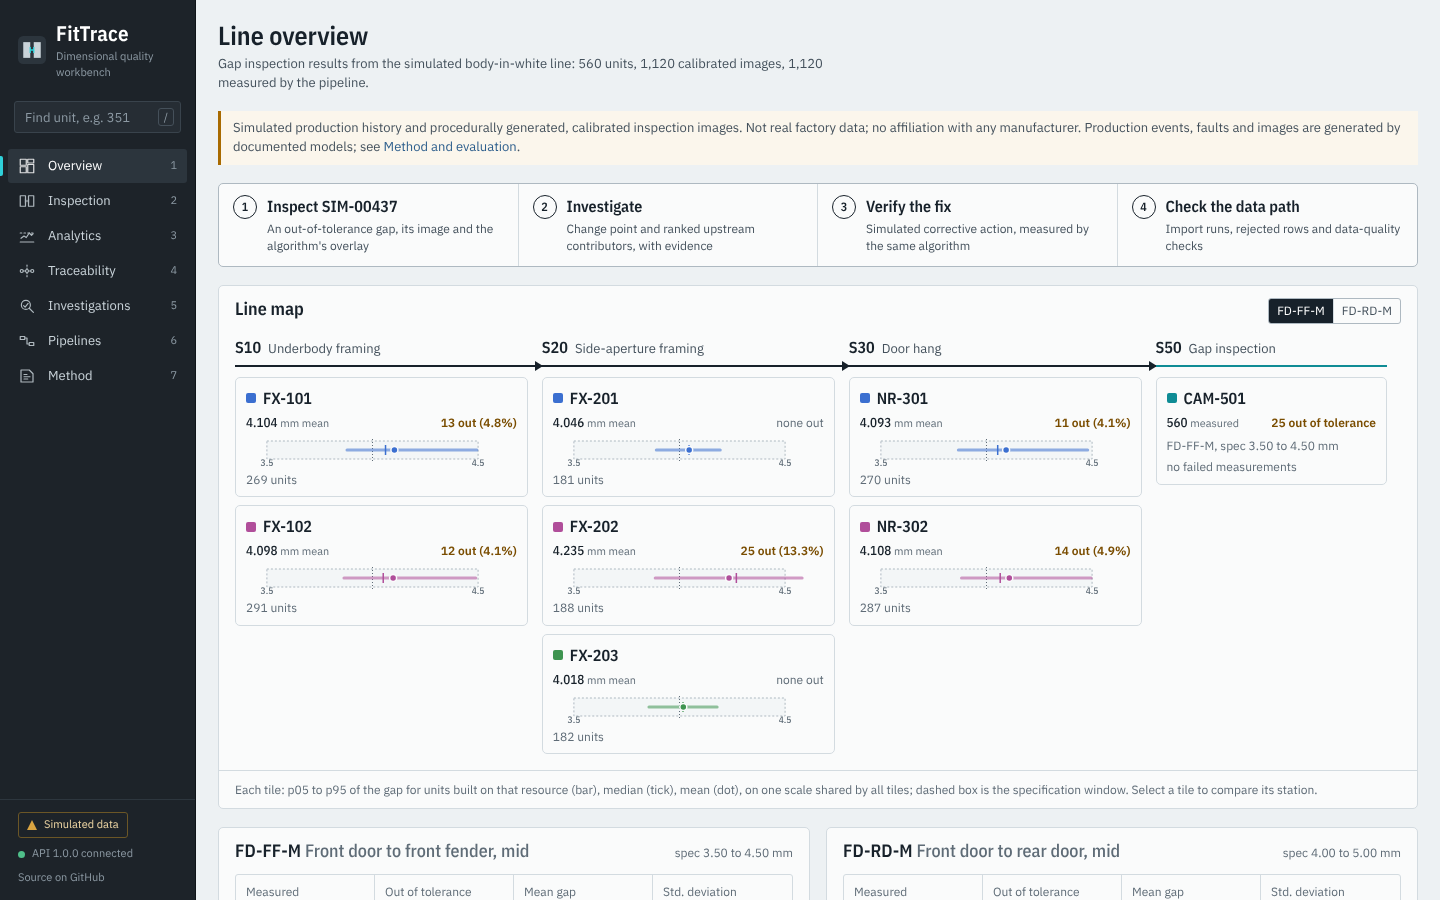 FitTrace
Dimensional quality
workbench
Find unit, e.g. 351 /
Overview 1
Inspection 2
Analytics 3
Traceability 4
Investigations 5
Pipelines 6
Method 7
Simulated data
API 1.0.0 connected
Source on GitHub
Line overview
Gap inspection results from the simulated body-in-white line: 560 units, 1,120 calibrated images, 1,120
measured by the pipeline.
Simulated production history and procedurally generated, calibrated inspection images. Not real factory data; no affiliation with any manufacturer. Production events, faults and images are generated by
documented models; see Method and evaluation.
1 Inspect SIM-00437
An out-of-tolerance gap, its image and the
algorithm's overlay
2 Investigate
Change point and ranked upstream
contributors, with evidence
3 Verify the fix
Simulated corrective action, measured by
the same algorithm
4 Check the data path
Import runs, rejected rows and data-quality
checks
Line map
FD-FF-M FD-RD-M
S10 Underbody framing
S20 Side-aperture framing
S30 Door hang
S50 Gap inspection
FX-101
4.104 mm mean 13 out (4.8%)
3.5 4.5
269 units
FX-201
4.046 mm mean none out
3.5 4.5
181 units
NR-301
4.093 mm mean 11 out (4.1%)
3.5 4.5
270 units
CAM-501
560 measured 25 out of tolerance
FD-FF-M, spec 3.50 to 4.50 mm
no failed measurements
FX-102
4.098 mm mean 12 out (4.1%)
3.5 4.5
291 units
FX-202
4.235 mm mean 25 out (13.3%)
3.5 4.5
188 units
NR-302
4.108 mm mean 14 out (4.9%)
3.5 4.5
287 units
FX-203
4.018 mm mean none out
3.5 4.5
182 units
Each tile: p05 to p95 of the gap for units built on that resource (bar), median (tick), mean (dot), on one scale shared by all tiles; dashed box is the specification window. Select a tile to compare its station.
FD-FF-M Front door to front fender, mid spec 3.50 to 4.50 mm
Measured Out of tolerance Mean gap Std. deviation
FD-RD-M Front door to rear door, mid spec 4.00 to 5.00 mm
Measured Out of tolerance Mean gap Std. deviation